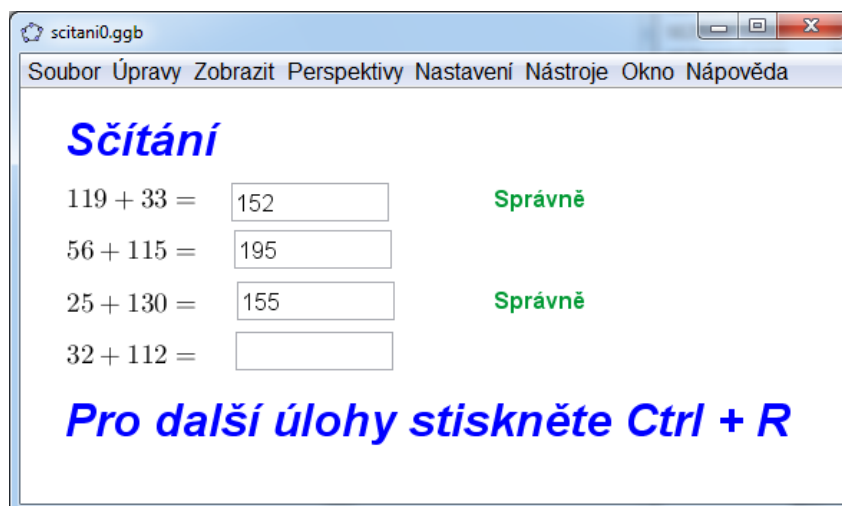 scitani0.ggb
Soubor Úpravy Zobrazit Perspektivy Nastavení Nástroje Okno Nápověda
Sčítání
119 + 33 = 152 Správně
56 + 115 = 195
25 + 130 = 155 Správně
32 + 112 =
Pro další úlohy stiskněte Ctrl + R